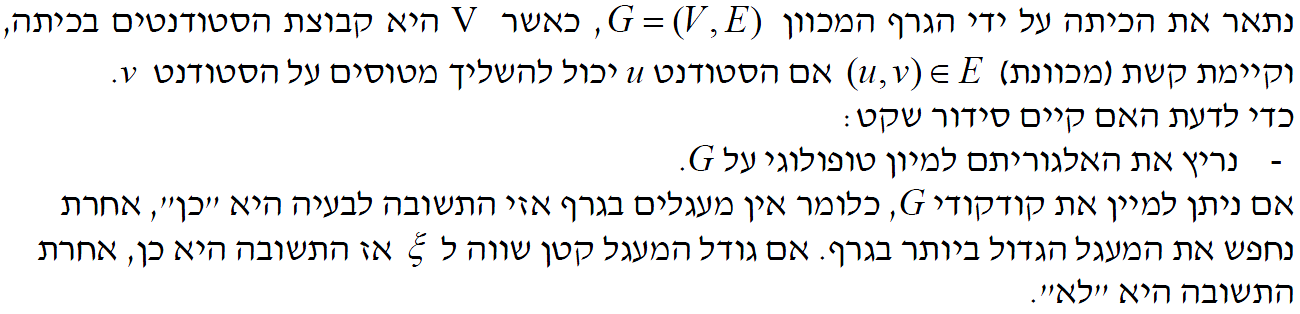 נתאר את הכיתה על ידי הגרף המכוון G = (V, E), כאשר V היא קבוצת הסטודנטים בכיתה,
וקיימת קשת (מכוונת) (u, v) ∈ E אם הסטודנט u יכול להשליך מטוסים על הסטודנט v.
כדי לדעת האם קיים סידור שקט:
- נריץ את האלגוריתם למיון טופולוגי על G.
אם ניתן למיין את קודקודי G, כלומר אין מעגלים בגרף אזי התשובה לבעיה היא "כן", אחרת
נחפש את המעגל הגדול ביותר בגרף. אם גודל המעגל קטן שווה ל ξ אז התשובה היא כן, אחרת
התשובה היא "לא".